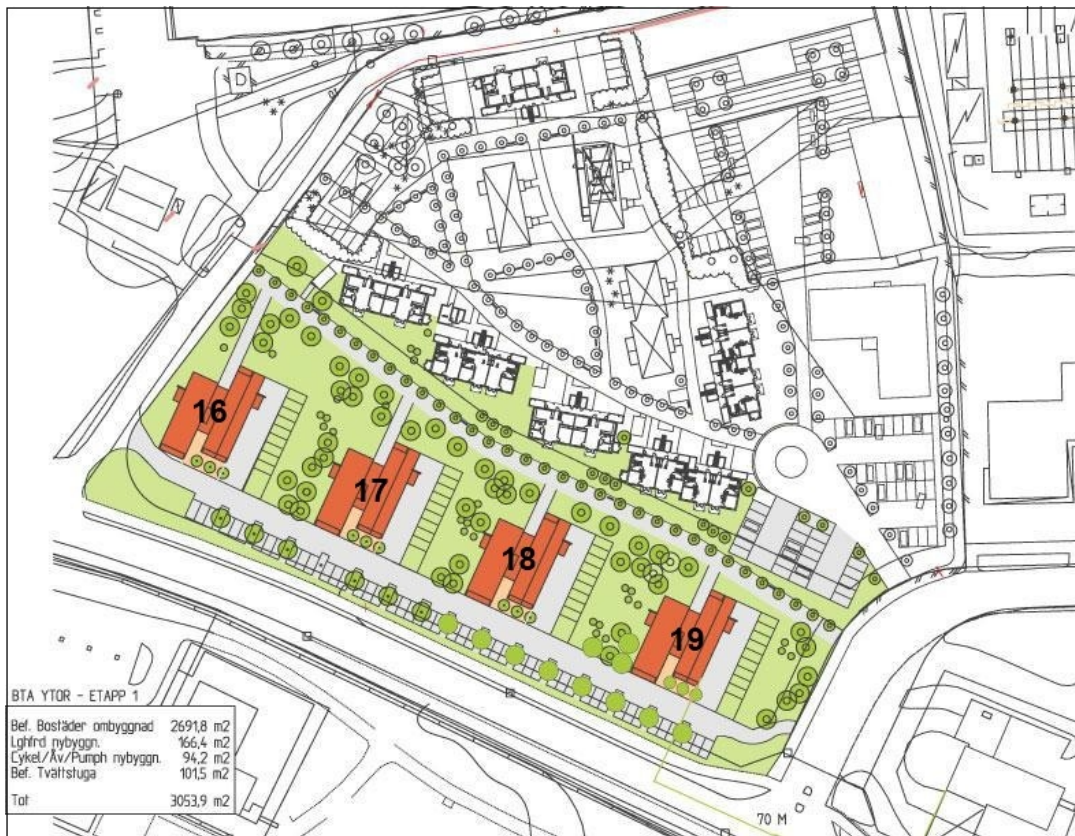 D
16
17
18
19
BTA YTOR - ETAPP 1
Bef. Bostäder ombyggnad 2691,8 m2
Lghfrd nybyggn. 166,4 m2
Cykel/Av/Pumph nybyggn. 94,2 m2
Bef. Tvättstuga 101,5 m2
Tot 3053,9 m2
70 M